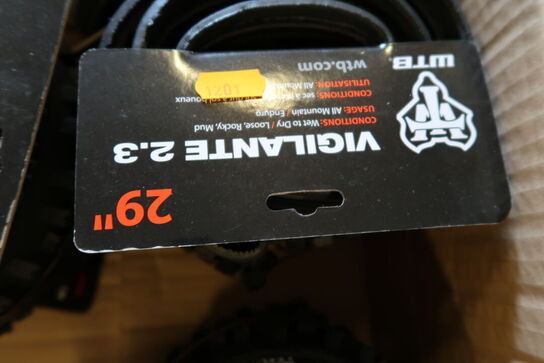 29"
VIGILANTE 2.3
CONDITIONS: Wet to Dry / Loose, Rocky, Mud
USAGE: All Mountain / Enduro
CONDITIONS:
UTILISATION: All
wtb.com
WTB